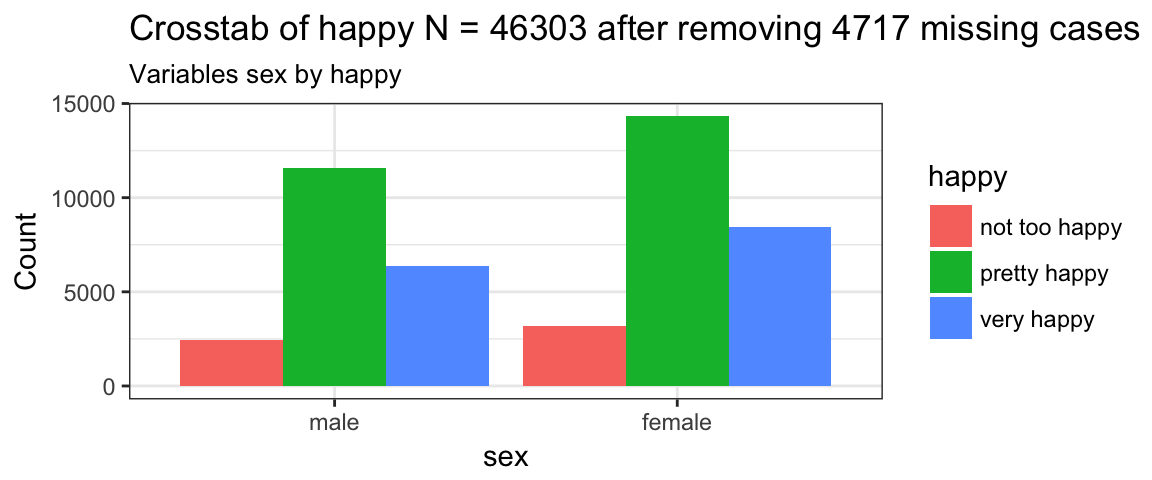 Crosstab of happy N = 46303 after removing 4717 missing cases
Variables sex by happy
15000
10000
5000
0
Count
male
female
sex
happy
not too happy
pretty happy
very happy